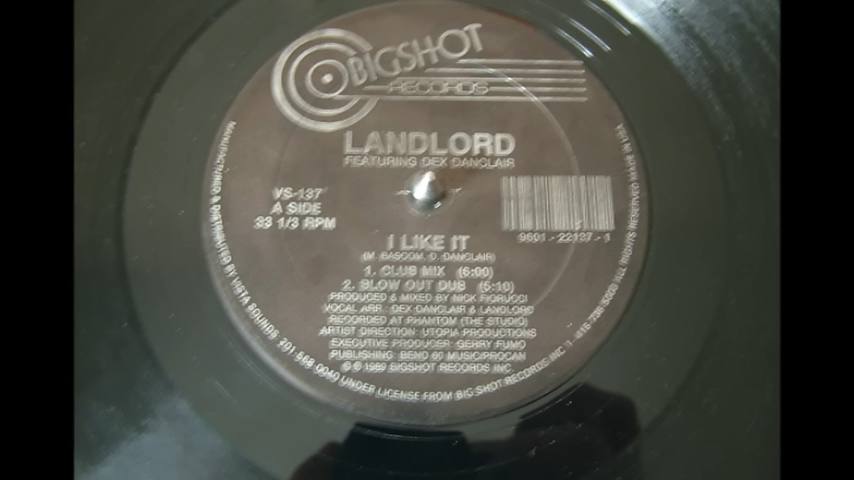 BIGSHOT
RECORDS
LANDLORD
FEATURING DEX DANCLAIR
VS-137
A SIDE
33 1/3 RPM
9601-22137-1
I LIKE IT
(M. BASCOM, D. DANCLAIR)
1. CLUB MIX (6:00)
2. BLOW OUT DUB (5:10)
PRODUCED & MIXED BY NICK FIORUCCI
VOCAL ARR.: DEX DANCLAIR & LANDLORD
RECORDED AT PHANTOM (THE STUDIO)
ARTIST DIRECTION: UTOPIA PRODUCTIONS
EXECUTIVE PRODUCER: GERRY FUMO
PUBLISHING: BEND 60 MUSIC/PROCAN
℗ © 1989 BIGSHOT RECORDS INC.
MANUFACTURED & DISTRIBUTED BY VISTA SOUNDS 201 568 0040 UNDER LICENSE FROM BIG SHOT RECORDS INC. ALL RIGHTS RESERVED MADE IN USA